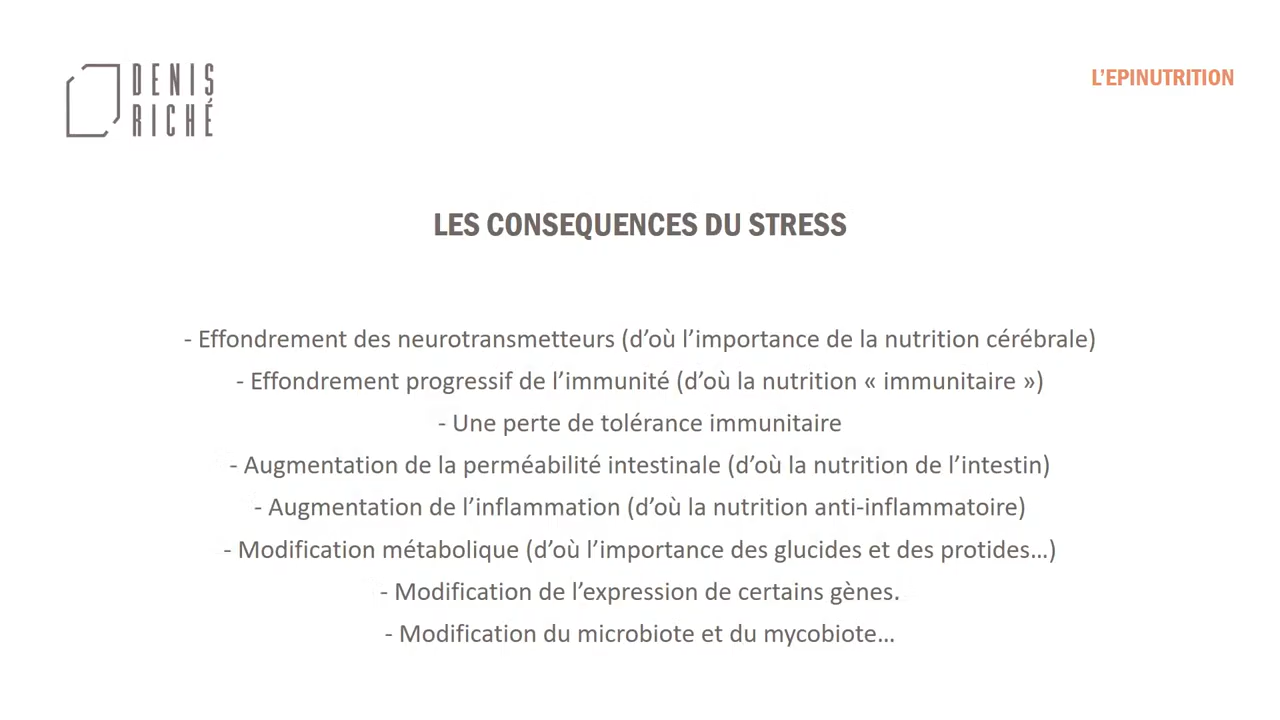 DENIS
RICHÉ
L’EPINUTRITION
LES CONSEQUENCES DU STRESS
- Effondrement des neurotransmetteurs (d’où l’importance de la nutrition cérébrale)
- Effondrement progressif de l’immunité (d’où la nutrition « immunitaire »)
- Une perte de tolérance immunitaire
- Augmentation de la perméabilité intestinale (d’où la nutrition de l’intestin)
- Augmentation de l’inflammation (d’où la nutrition anti-inflammatoire)
- Modification métabolique (d’où l’importance des glucides et des protides…)
- Modification de l’expression de certains gènes.
- Modification du microbiote et du mycobiote…